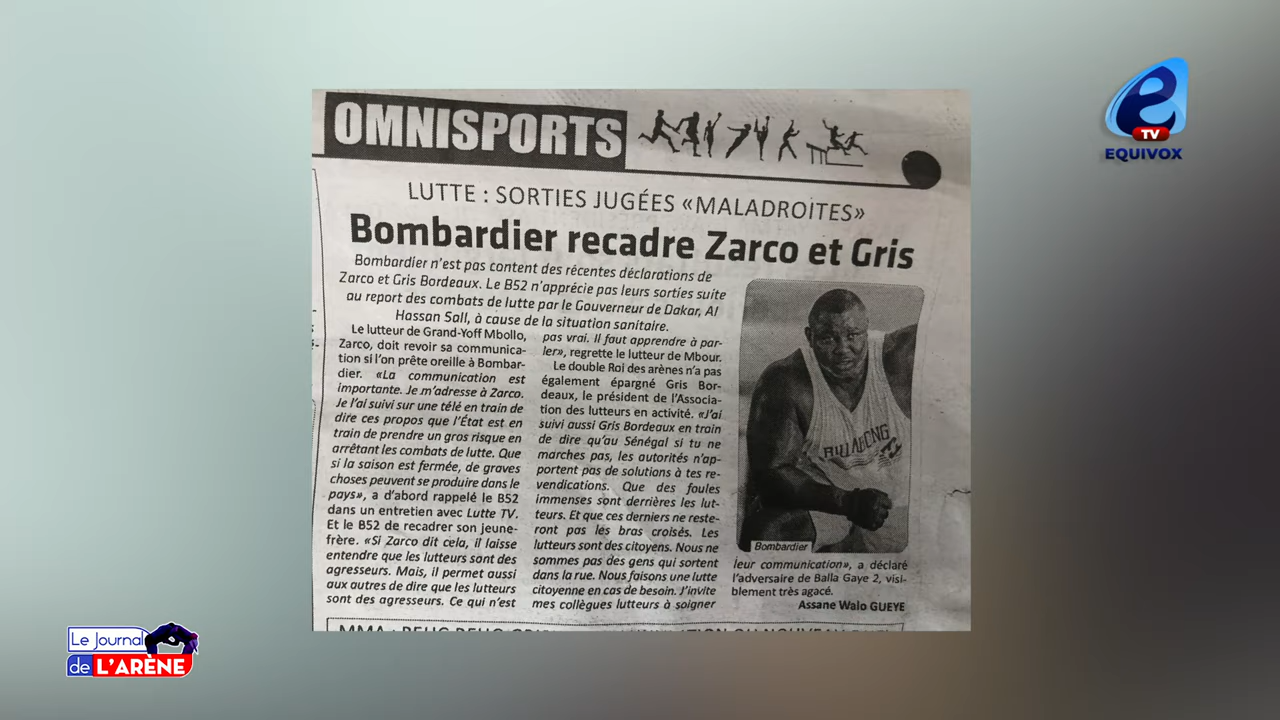 OMNISPORTS
LUTTE : SORTIES JUGÉES «MALADROITES»
Bombardier recadre Zarco et Gris
Bombardier n'est pas content des récentes déclarations de
Zarco et Gris Bordeaux. Le B52 n'apprécie pas leurs sorties suite
au report des combats de lutte par le Gouverneur de Dakar, Al
Hassan Sall, à cause de la situation sanitaire.
Le lutteur de Grand-Yoff Mbollo,
Zarco, doit revoir sa communica-
tion si l'on prête oreille à Bombar-
dier. «La communication est
importante. Je m'adresse à Zarco.
Je l'ai suivi sur une télé en train de
dire ces propos que l'État est en
train de prendre un gros risque en
arrêtant les combats de lutte. Que
si la saison est fermée, de graves
choses peuvent se produire dans le
pays», a d'abord rappelé le B52
dans un entretien avec Lutte TV.
Et le B52 de recadrer son jeune-
frère. «Si Zarco dit cela, il laisse
entendre que les lutteurs sont des
agresseurs. Mais, il permet aussi
aux autres de dire que les lutteurs
sont des agresseurs. Ce qui n'est
pas vrai. Il faut apprendre à par-
ler», regrette le lutteur de Mbour.
Le double Roi des arènes n'a pas
également épargné Gris Bor-
deaux, le président de l'Associa-
tion des lutteurs en activité. «J'ai
suivi aussi Gris Bordeaux en train
de dire qu'au Sénégal si tu ne
marches pas, les autorités n'ap-
portent pas de solutions à tes re-
vendications. Que des foules
immenses sont derrières les lut-
teurs. Et que ces derniers ne reste-
ront pas les bras croisés. Les
lutteurs sont des citoyens. Nous ne
sommes pas des gens qui sortent
dans la rue. Nous faisons une lutte
citoyenne en cas de besoin. J'invite
mes collègues lutteurs à soigner
BILLABONG
Bombardier
leur communication», a déclaré
l'adversaire de Balla Gaye 2, visi-
blement très agacé.
Assane Walo GUEYE
e
TV
EQUIVOX
Le Journal
de L'ARÈNE